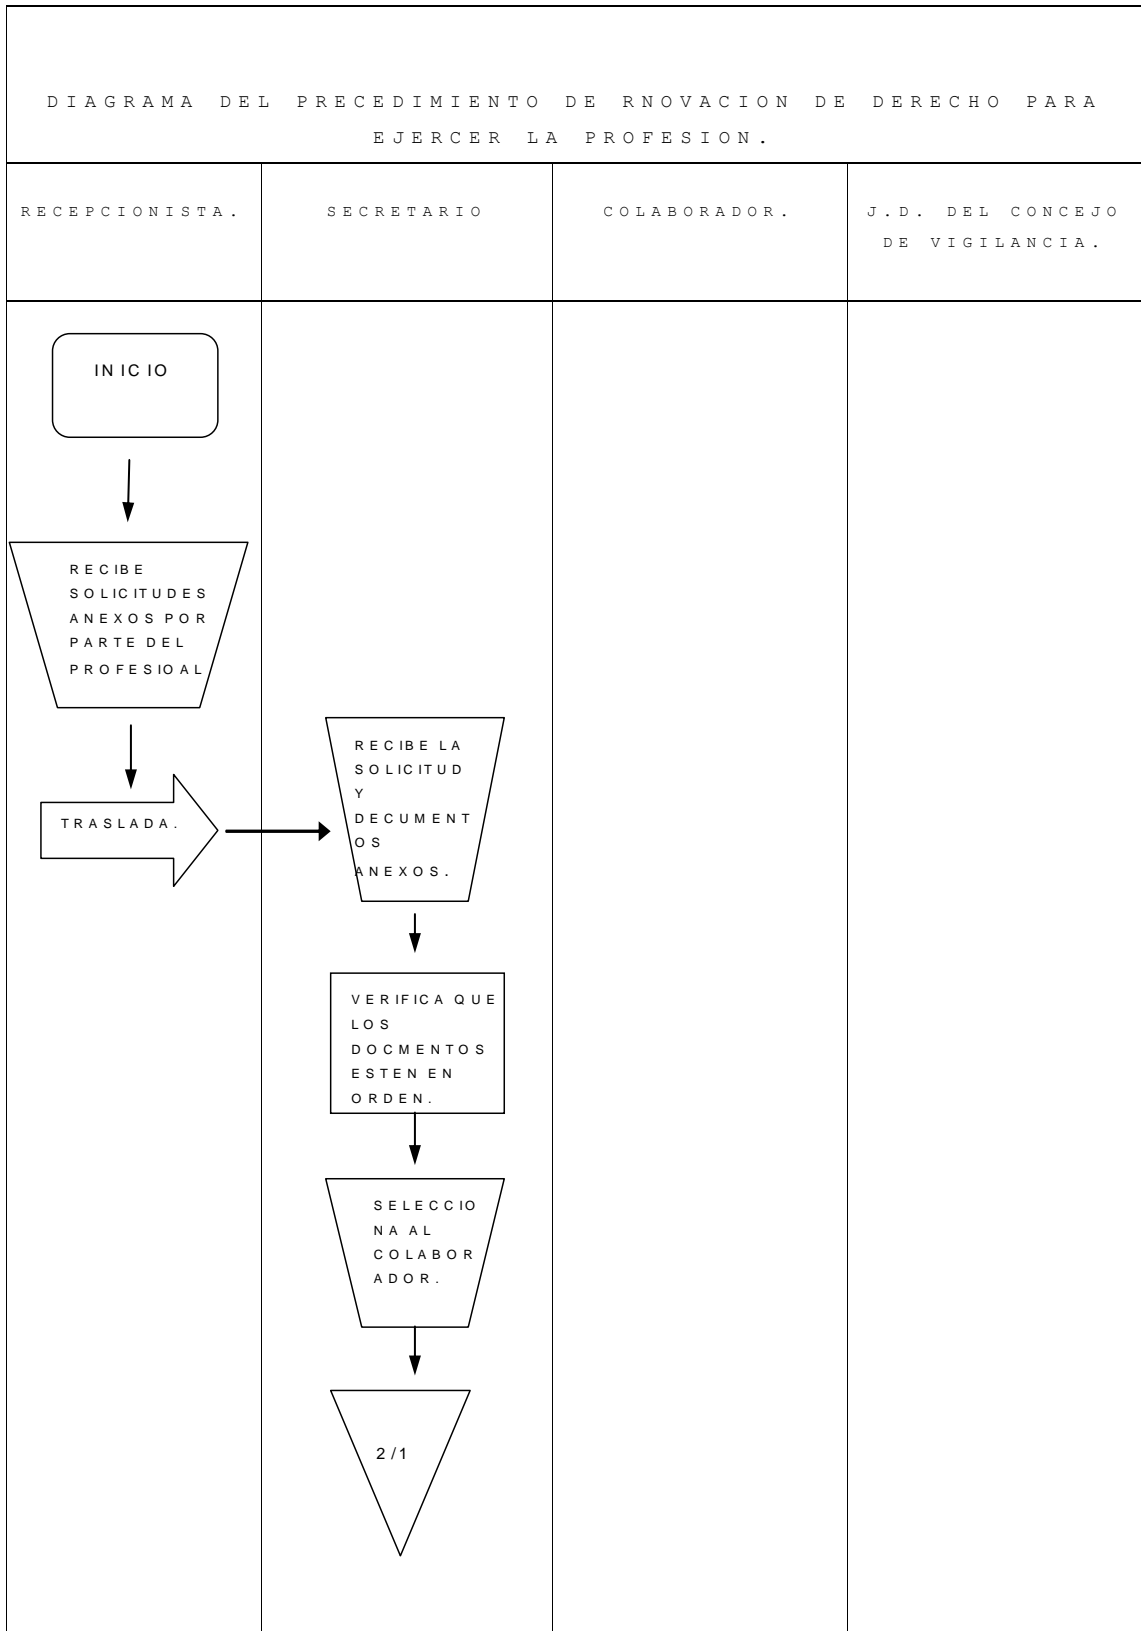 DIAGRAMA DEL PRECEDIMIENTO DE RNOVACION DE DERECHO PARA
EJERCER LA PROFESION.
RECEPCIONISTA.
SECRETARIO
COLABORADOR.
J.D. DEL CONCEJO
DE VIGILANCIA.
INICIO
RECIBE
SOLICITUDES
ANEXOS POR
PARTE DEL
PROFESIOAL
TRASLADA.
RECIBE LA
SOLICITUD
Y
DECUMENT
OS
ANEXOS.
VERIFICA QUE
LOS
DOCMENTOS
ESTEN EN
ORDEN.
SELECCIO
NA AL
COLABOR
ADOR.
2/1